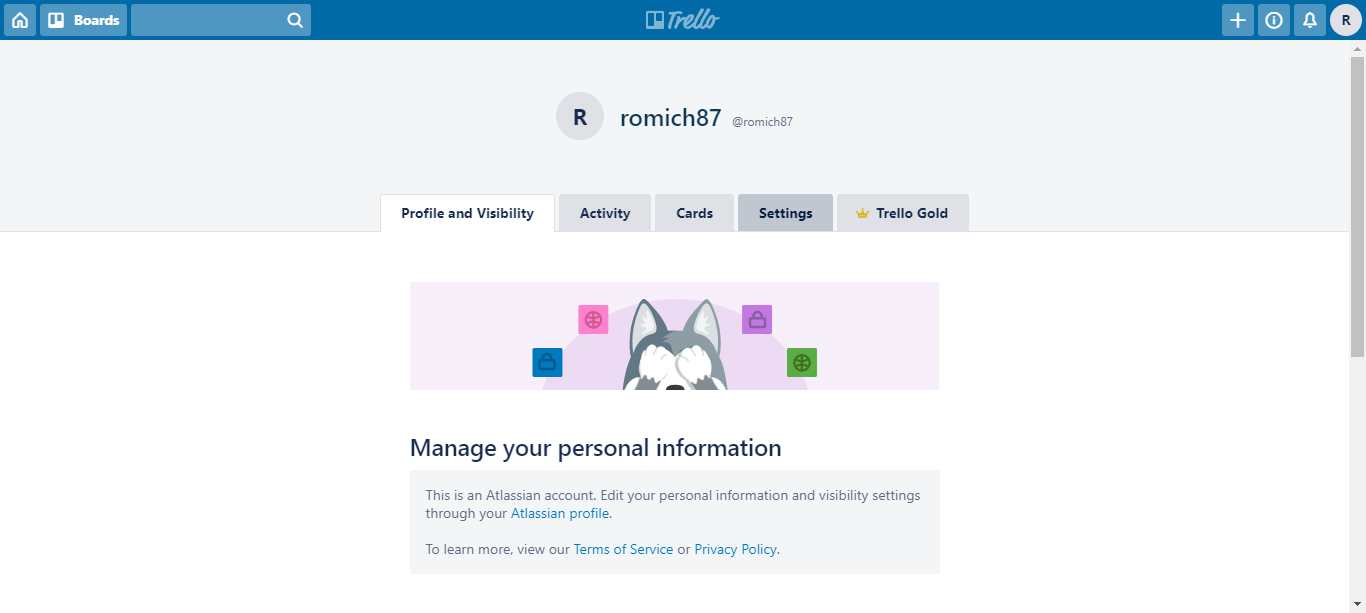 Boards
Trello
R
R
romich87 @romich87
Profile and Visibility
Activity
Cards
Settings
Trello Gold
Manage your personal information
This is an Atlassian account. Edit your personal information and visibility settings
through your Atlassian profile.
To learn more, view our Terms of Service or Privacy Policy.